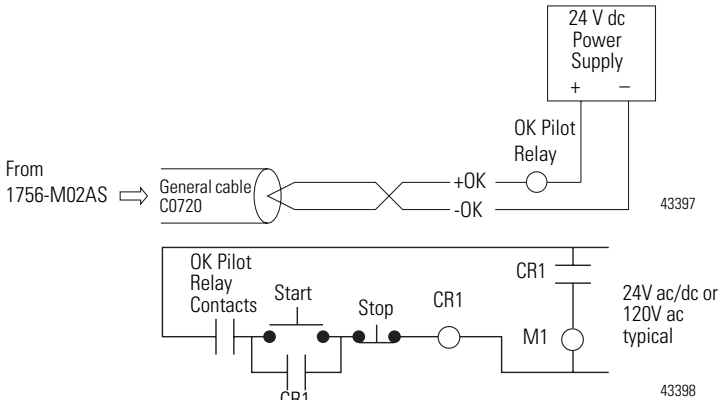 24 V dc
Power
Supply
+ –
OK Pilot
Relay
From
1756-M02AS
General cable
C0720
+OK
-OK
43397
OK Pilot
Relay
Contacts
Start
Stop
CR1
CR1
M1
24V ac/dc or
120V ac
typical
CR1
43398